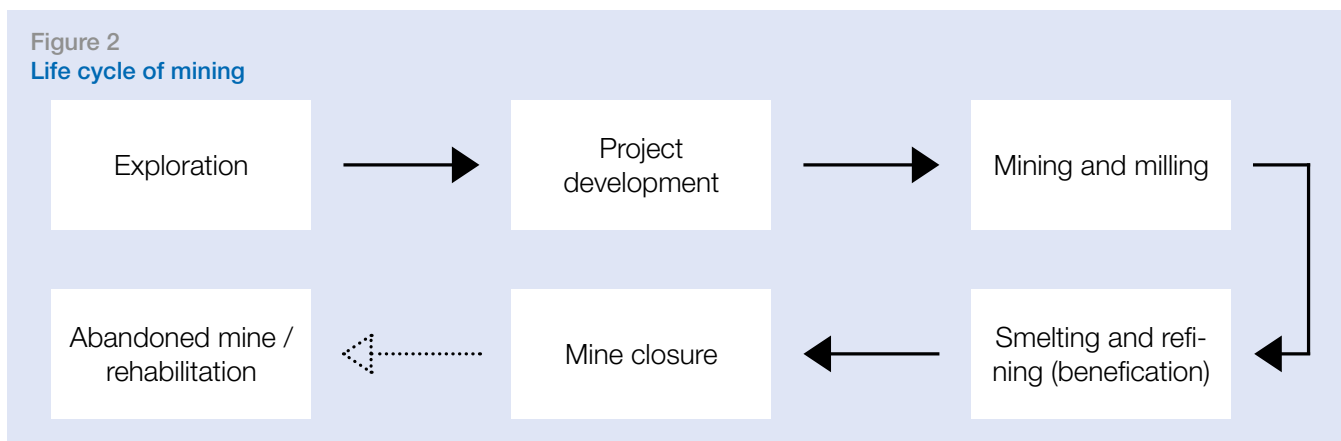 Figure 2
Life cycle of mining
Exploration
Project
development
Mining and milling
Smelting and refi-
ning (benefication)
Mine closure
Abandoned mine /
rehabilitation